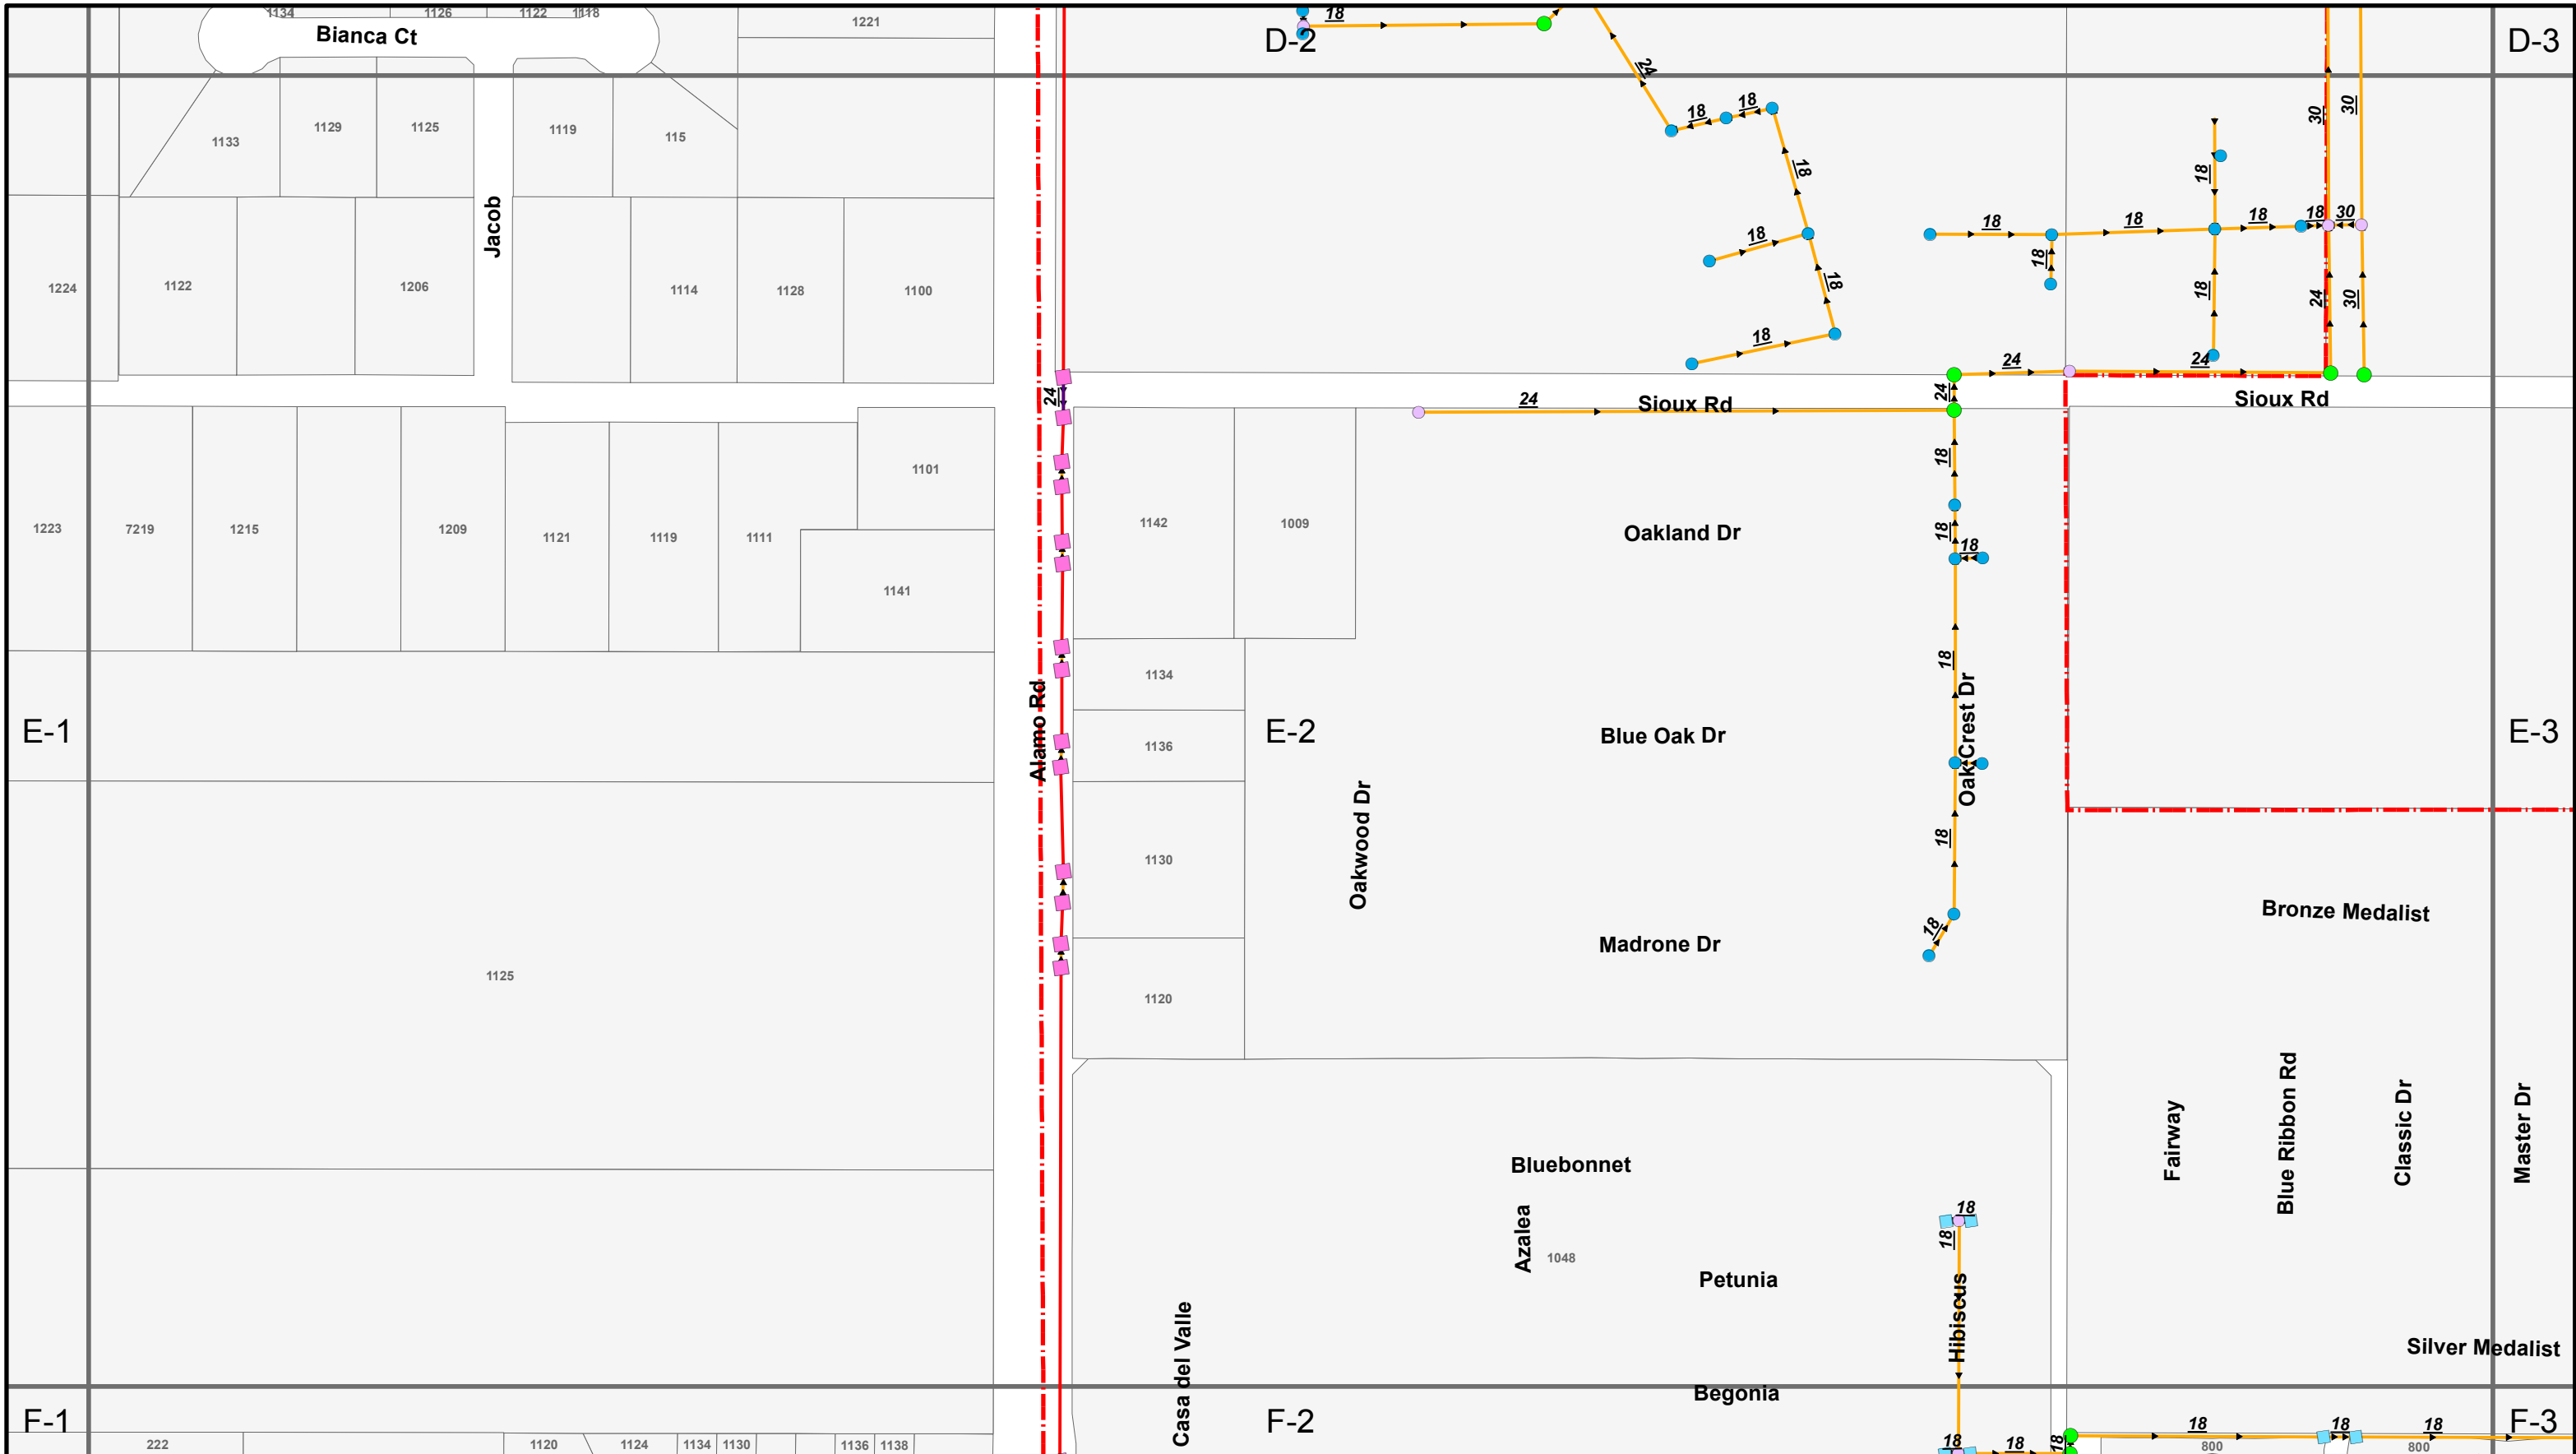 1134 1126 1122 1118 1221 18
Bianca Ct D-2 D-3
24
1133 1129 1125 1119 115 18 18 30 30
18 18
Jacob 18 18 18 18 18 30
1224 1122 1206 1114 1128 1100 18 18 18 24 30
18
24 24
24 24 24
Sioux Rd Sioux Rd
1223 7219 1215 1209 1121 1119 1111 1101 1142 1009 18
Oakland Dr 18 18
1141
1134 18
Alamo Rd
E-1 E-2 E-3
1136 Blue Oak Dr Oak Crest Dr
1130 Oakwood Dr 18
Bronze Medalist
Madrone Dr 18
1125
1120
Fairway Blue Ribbon Rd Classic Dr Master Dr
Bluebonnet
Azalea 1048 18 18
Petunia
Casa del Valle Hibiscus
Silver Medalist
Begonia
F-1 F-2 F-3
222 1120 1124 1134 1130 1136 1138 18 18 18 18 18 18
800 800